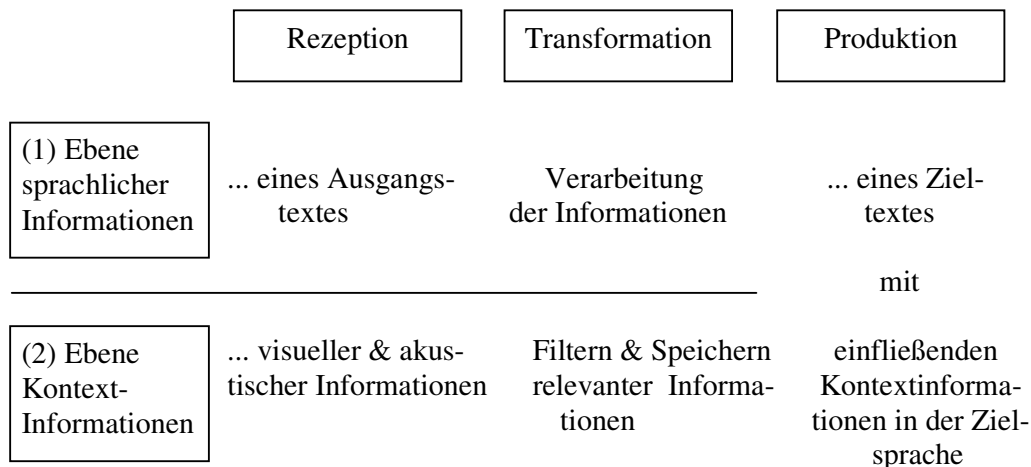 Rezeption
Transformation
Produktion
(1) Ebene
sprachlicher
Informationen
... eines Ausgangs-
textes
Verarbeitung
der Informationen
... eines Ziel-
textes
mit
(2) Ebene
Kontext-
Informationen
... visueller & akus-
tischer Informationen
Filtern & Speichern
relevanter Informa-
tionen
einfließenden
Kontextinforma-
tionen in der Ziel-
sprache